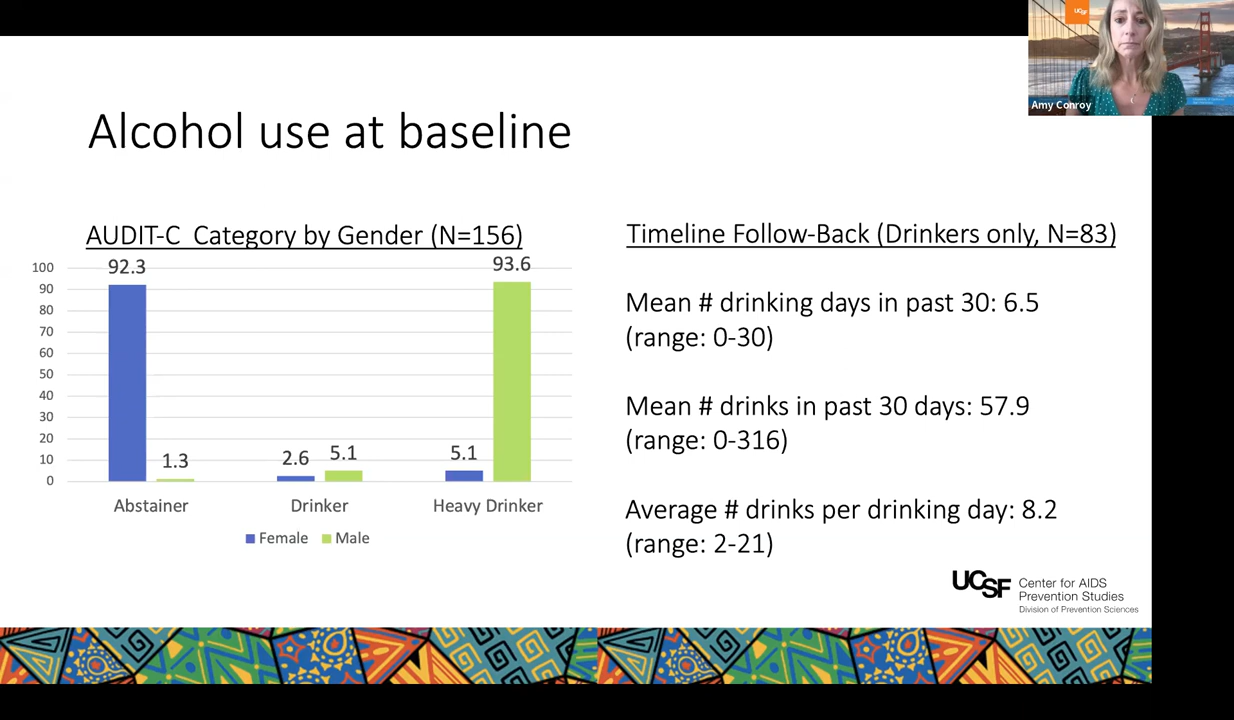 UCSF
Amy Conroy
Alcohol use at baseline
AUDIT-C Category by Gender (N=156)
100
90
80
70
60
50
40
30
20
10
0
92.3
1.3
2.6
5.1
5.1
93.6
Abstainer
Drinker
Heavy Drinker
Female
Male
Timeline Follow-Back (Drinkers only, N=83)
Mean # drinking days in past 30: 6.5
(range: 0-30)
Mean # drinks in past 30 days: 57.9
(range: 0-316)
Average # drinks per drinking day: 8.2
(range: 2-21)
UCSF
Center for AIDS
Prevention Studies
Division of Prevention Sciences